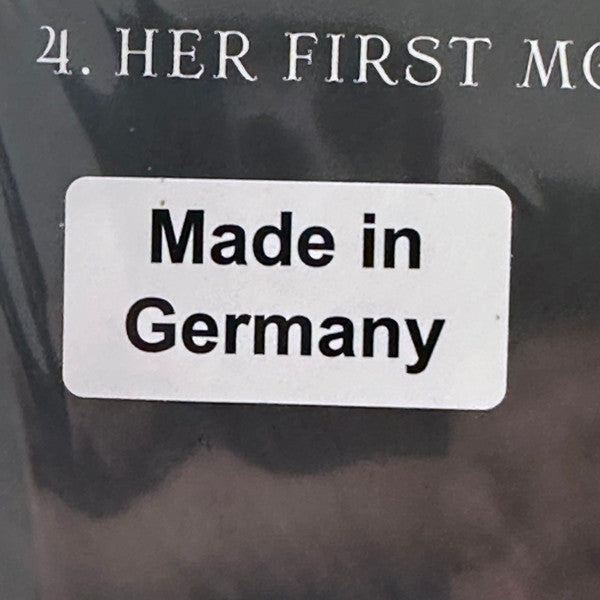 4. HER FIRST
Made in
Germany